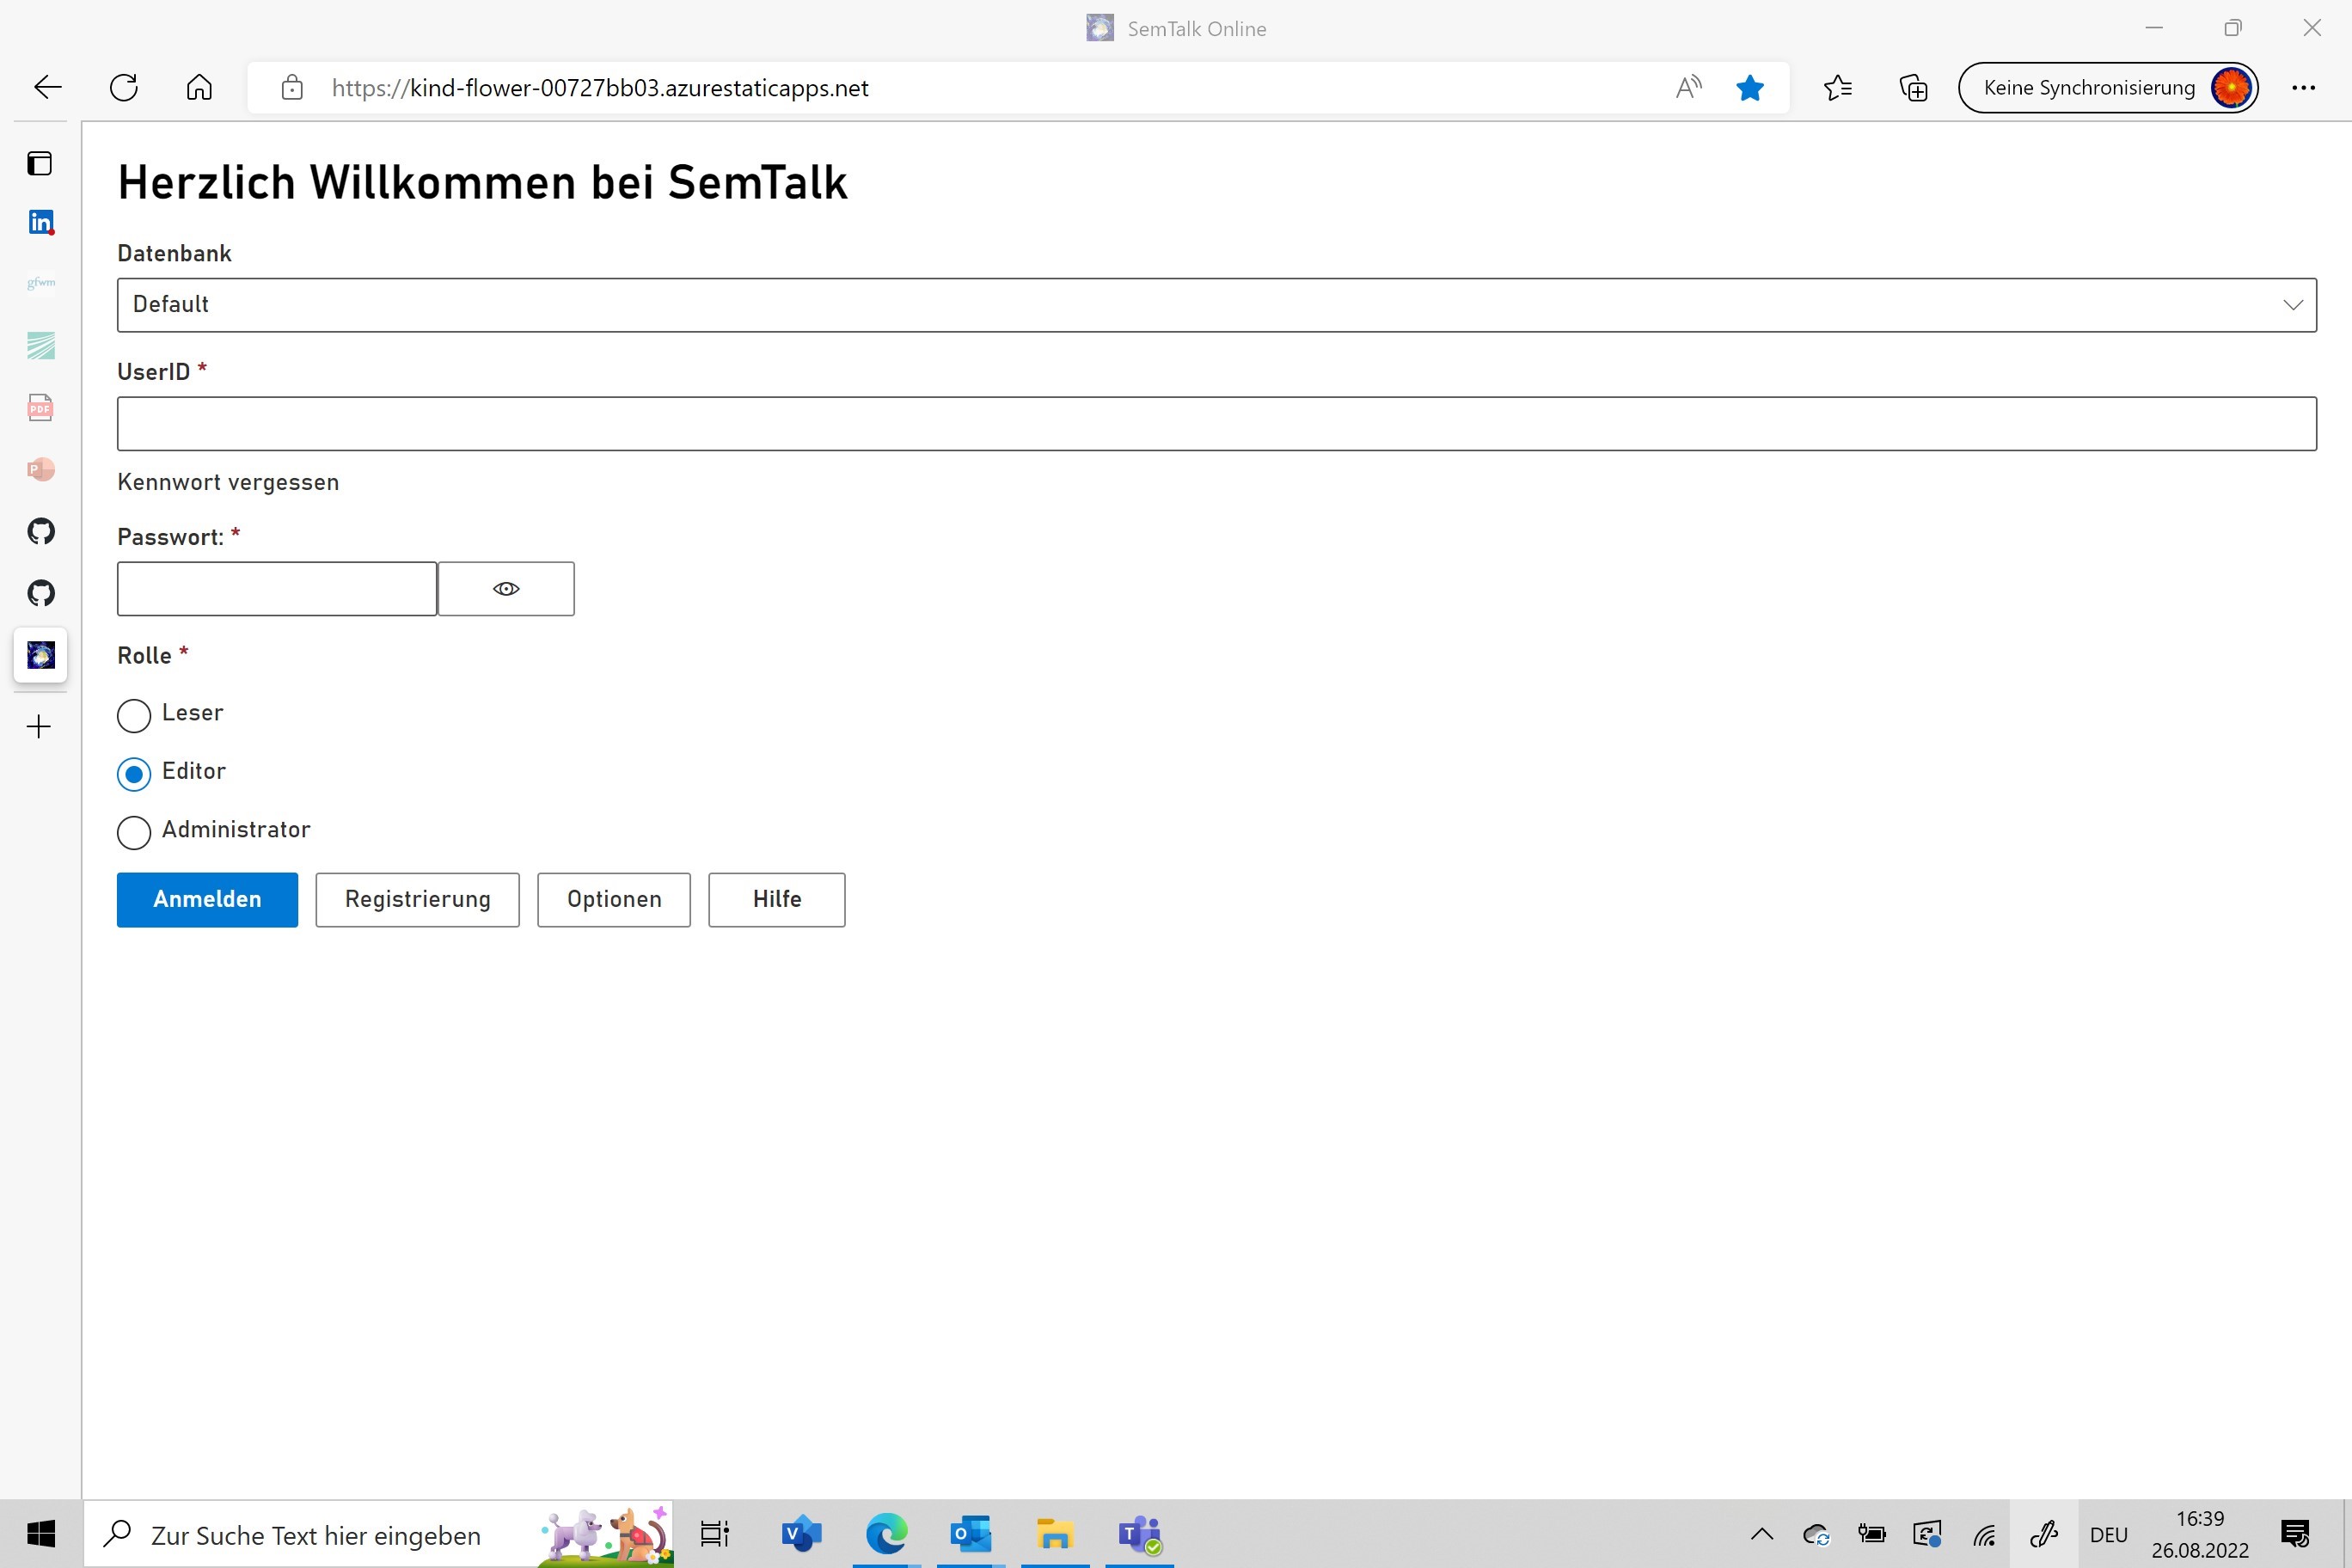 SemTalk Online
https://kind-flower-00727bb03.azurestaticapps.net
Keine Synchronisierung
Herzlich Willkommen bei SemTalk
Datenbank
Default
UserID *
Kennwort vergessen
Passwort: *
Rolle *
Leser
Editor
Administrator
Anmelden Registrierung Optionen Hilfe
in
gfwm
PDF
P
Zur Suche Text hier eingeben
V
O
T
DEU
16:39
26.08.2022